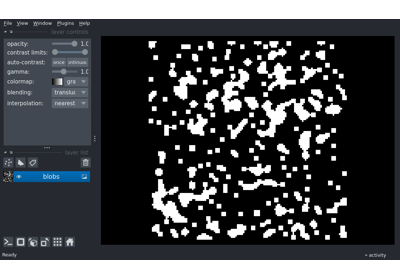 File View Window Plugins Help
layer controls
opacity: 1.0
contrast limits:
auto-contrast: once
gamma: 1.0
colormap: gra
blending: translu
interpolation: nearest
layer list
blobs
Ready
activity